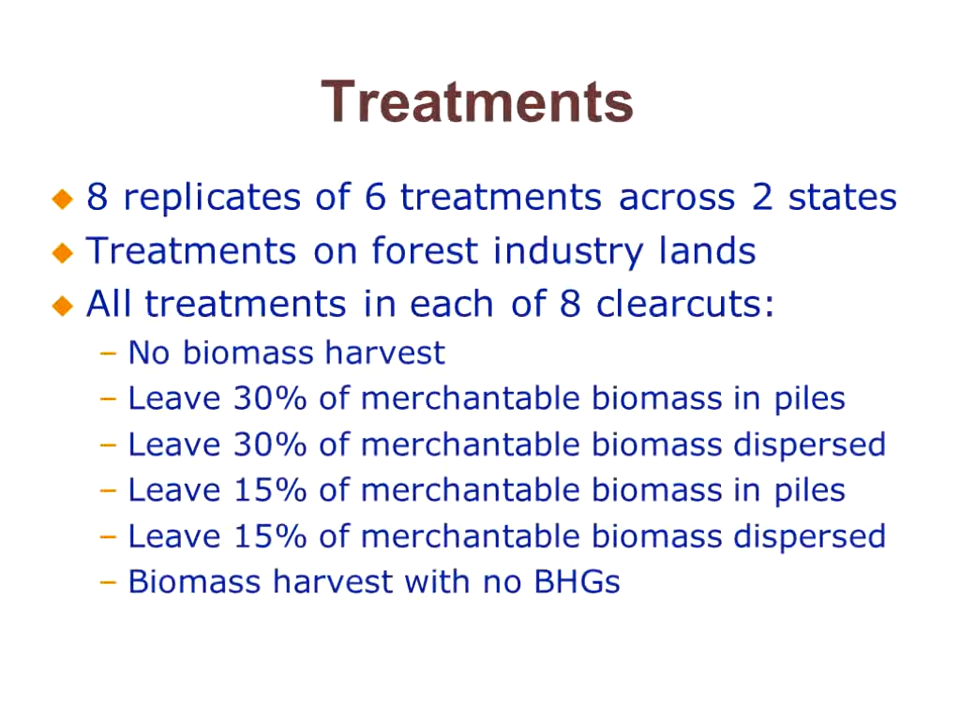 Treatments
8 replicates of 6 treatments across 2 states
Treatments on forest industry lands
All treatments in each of 8 clearcuts:
– No biomass harvest
– Leave 30% of merchantable biomass in piles
– Leave 30% of merchantable biomass dispersed
– Leave 15% of merchantable biomass in piles
– Leave 15% of merchantable biomass dispersed
– Biomass harvest with no BHGs